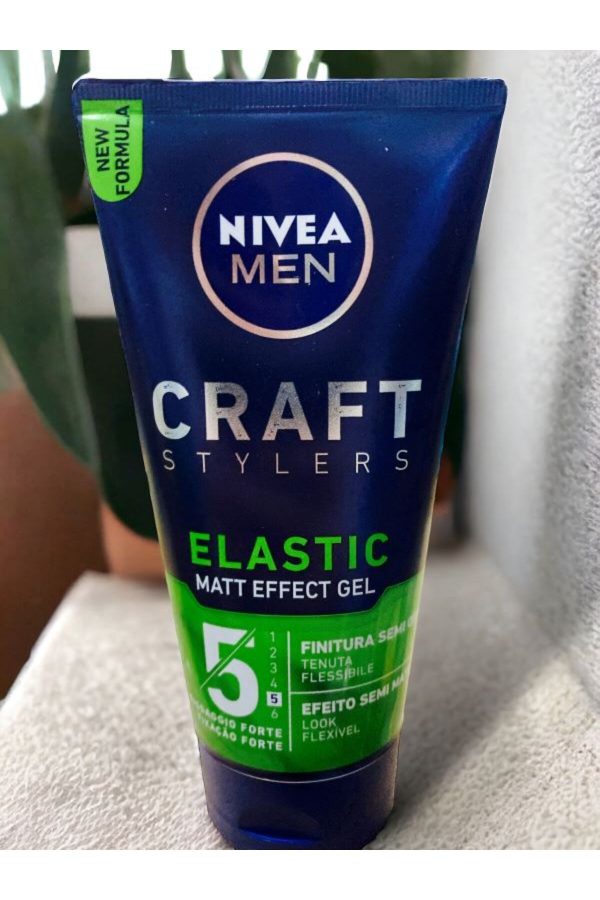 NEW
FORMULA
NIVEA
MEN
CRAFT
STYLERS
ELASTIC
MATT EFFECT GEL
5
1
2
3
4
5
6
FINITURA SEMI
TENUTA
FLESSIBILE
EFEITO SEMI
LOOK
FLEXÍVEL
FORTE
FORTE